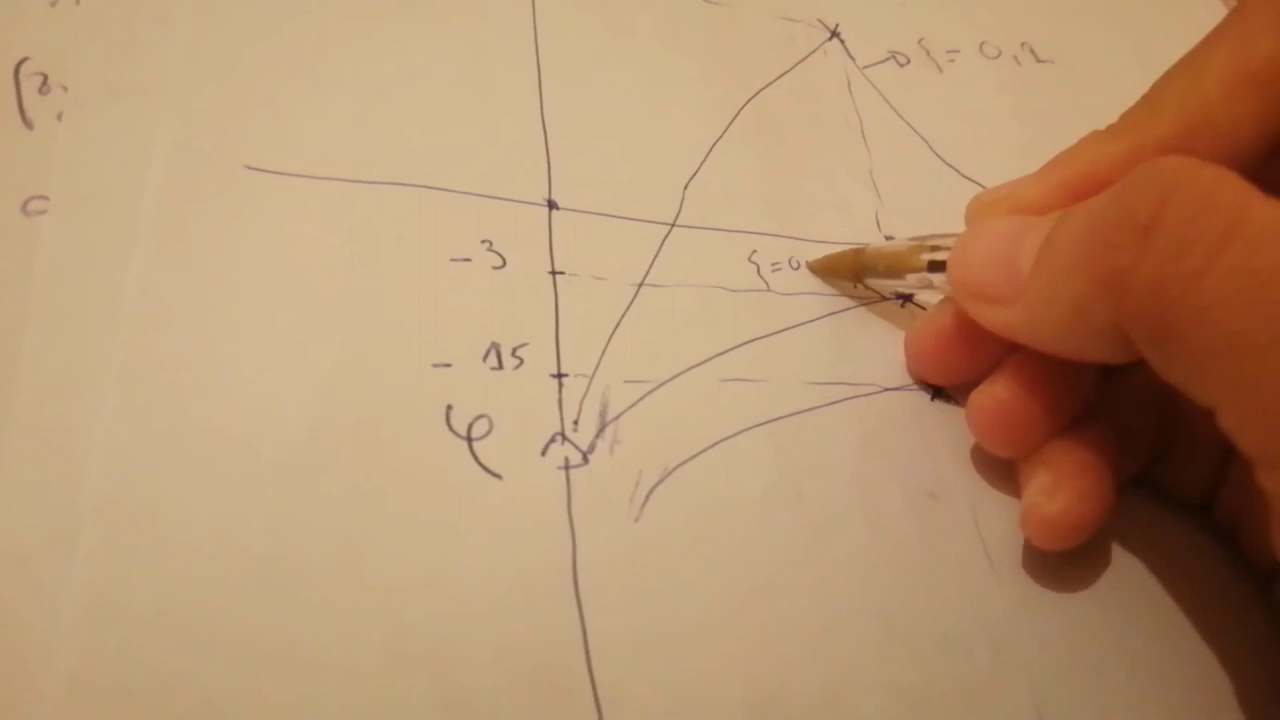 ξ = 0,2
-3
ξ = 0
-15
φ